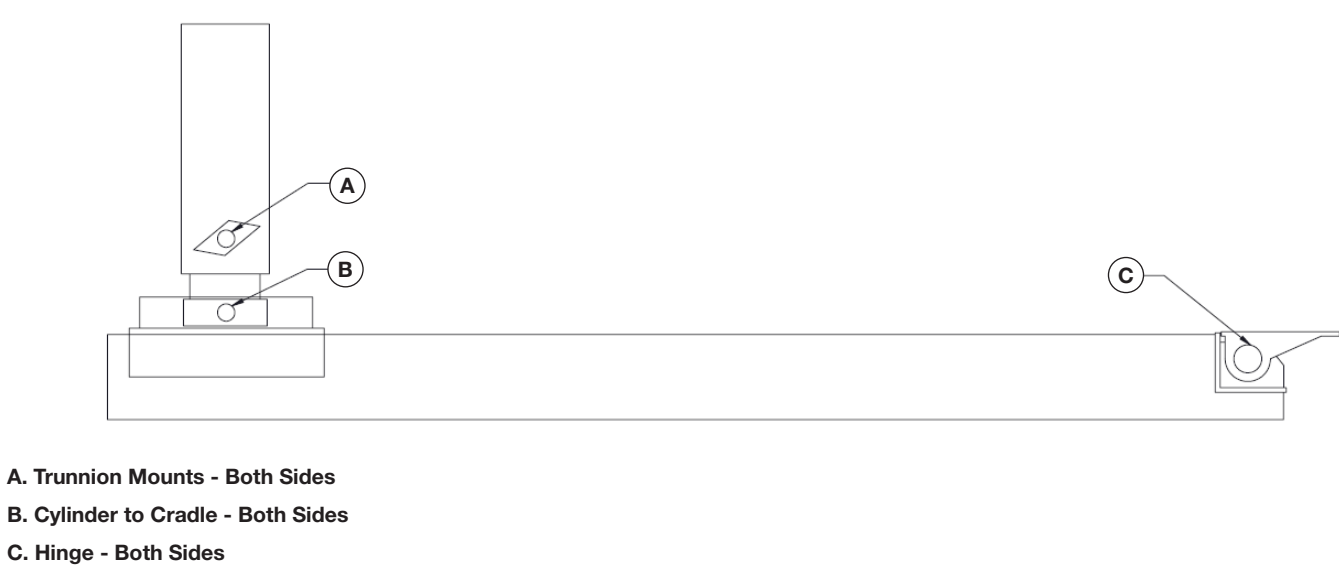 A
B
C
A. Trunnion Mounts - Both Sides
B. Cylinder to Cradle - Both Sides
C. Hinge - Both Sides